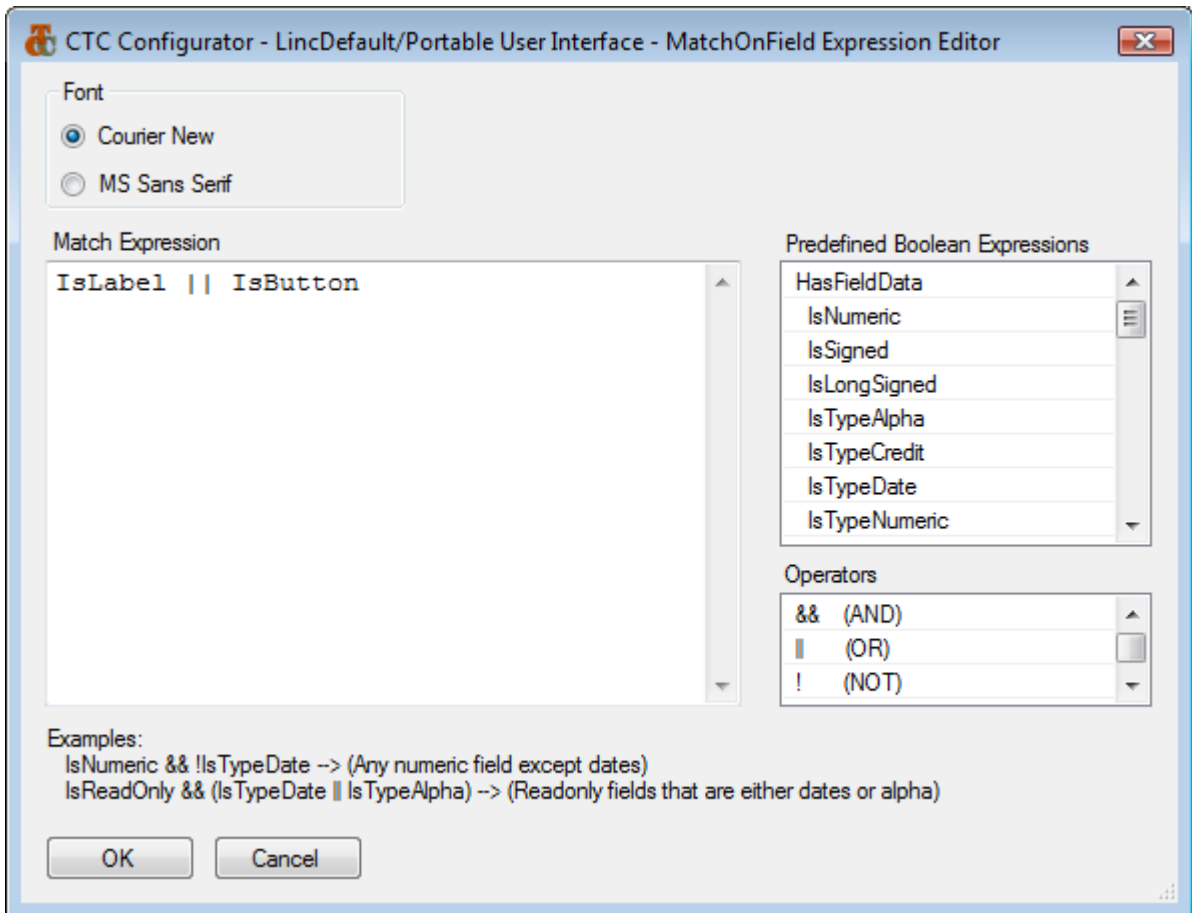 CTC Configurator - LincDefault/Portable User Interface - MatchOnField Expression Editor
Font
Courier New
MS Sans Serif
Match Expression
IsLabel || IsButton
Predefined Boolean Expressions
HasFieldData
IsNumeric
IsSigned
IsLongSigned
IsTypeAlpha
IsTypeCredit
IsTypeDate
IsTypeNumeric
Operators
&& (AND)
|| (OR)
! (NOT)
Examples:
IsNumeric && !IsTypeDate --> (Any numeric field except dates)
IsReadOnly && (IsTypeDate || IsTypeAlpha) --> (Readonly fields that are either dates or alpha)
OK Cancel